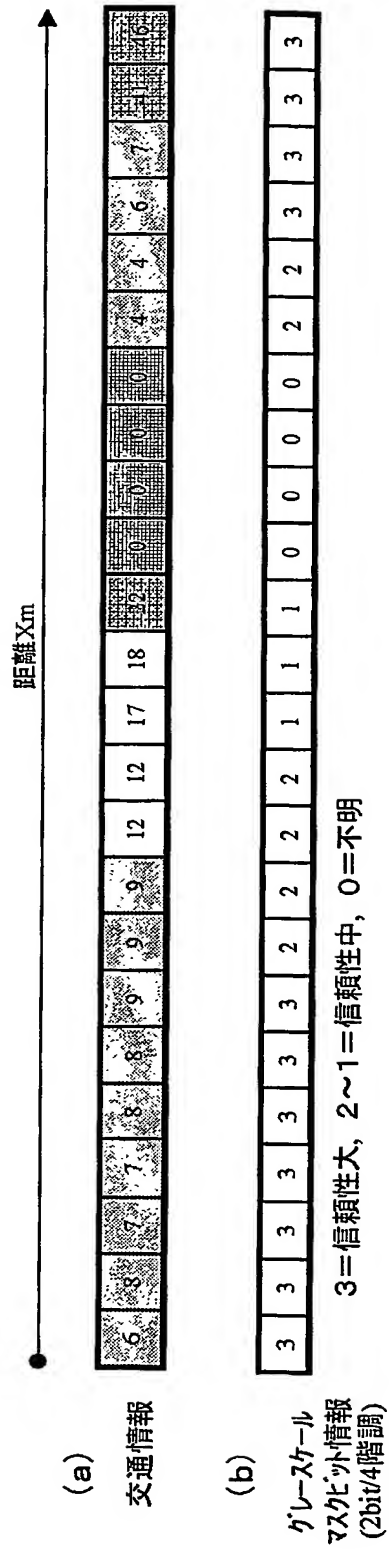 距離Xm
(a)
交通情報
6 8 7 7 8 8 9 9 9 12 12 17 18 22 0 0 0 0 4 4 6 7 11 16
(b)
グレースケール
マスクビット情報
(2bit/4階調)
3 3 3 3 3 3 3 2 2 2 2 1 1 1 0 0 0 0 2 2 3 3 3 3
3=信頼性大, 2~1=信頼性中, 0=不明